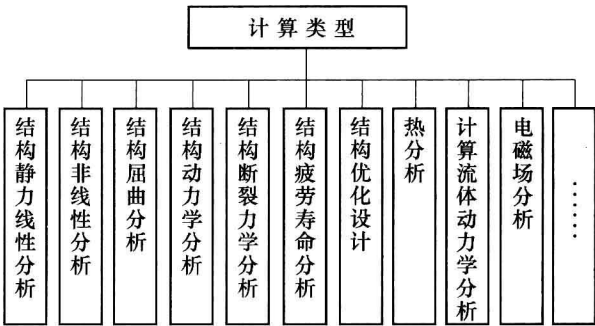 计算类型
结构静力线性分析
结构非线性分析
结构屈曲分析
结构动力学分析
结构断裂力学分析
结构疲劳寿命分析
结构优化设计
热分析
计算流体动力学分析
电磁场分析
……